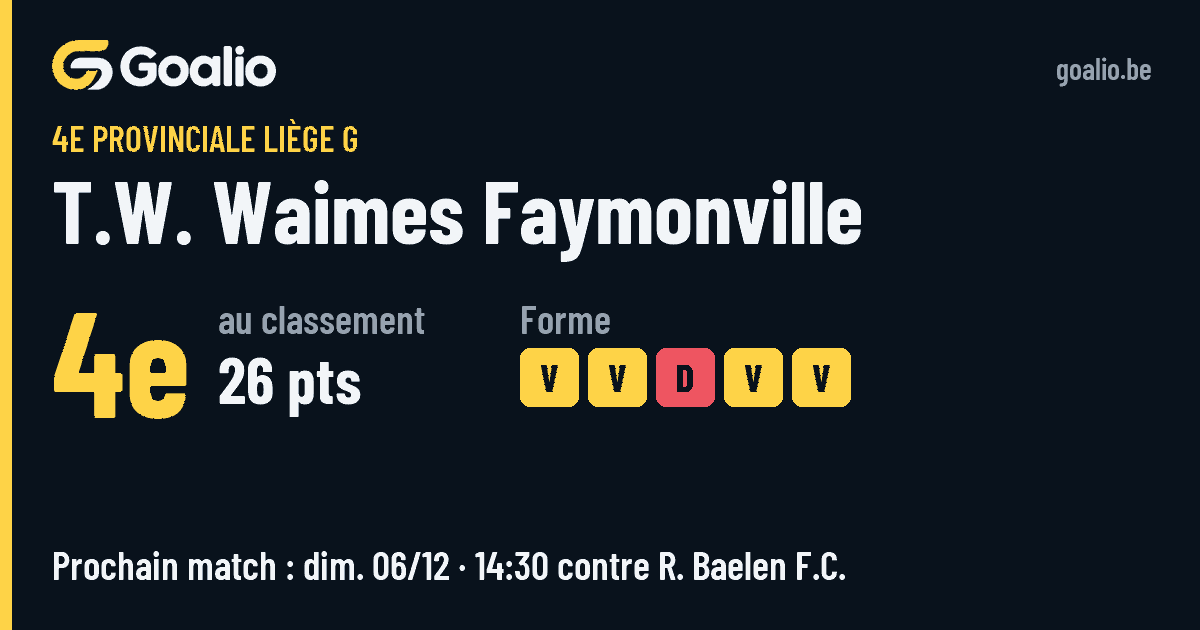 Goalio
goalio.be
4E PROVINCIALE LIÈGE G
T.W. Waimes Faymonville
4e
au classement
26 pts
Forme
V V D V V
Prochain match : dim. 06/12 · 14:30 contre R. Baelen F.C.